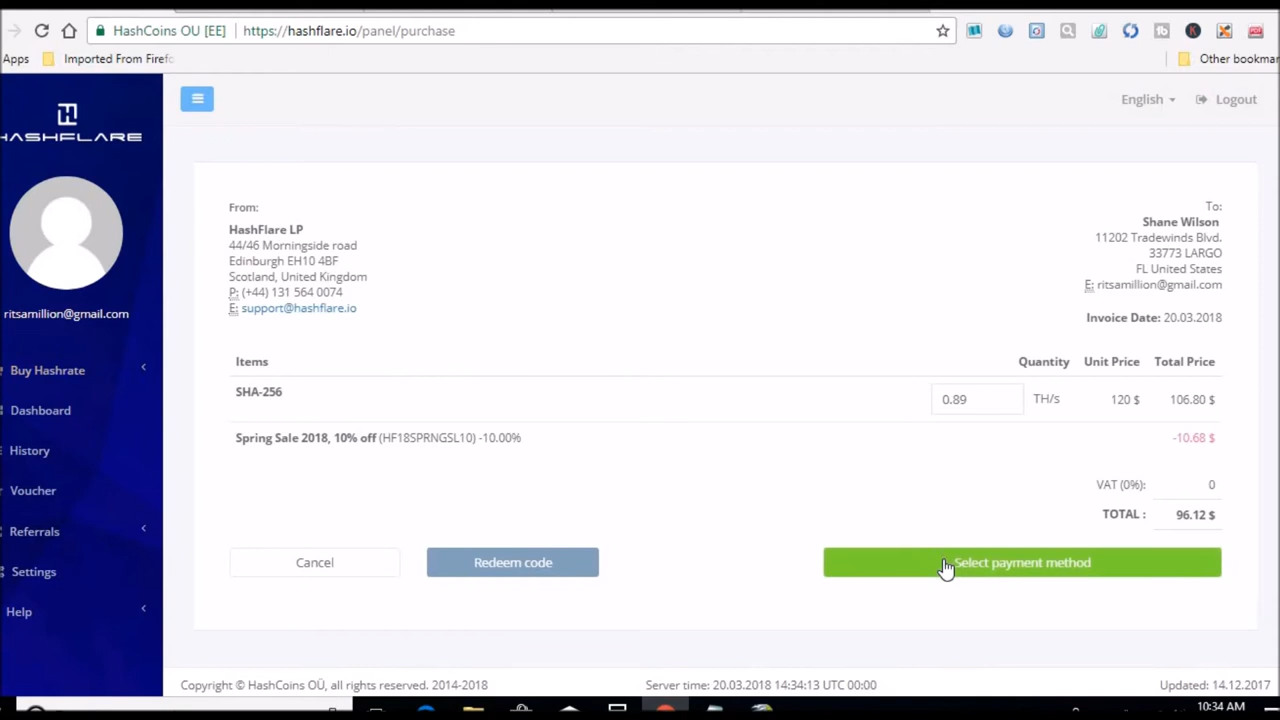 HashCoins OU [EE] https://hashflare.io/panel/purchase
Apps Imported From Firefo Other bookmar
HASHFLARE
English Logout
ritsamillion@gmail.com
Buy Hashrate
Dashboard
History
Voucher
Referrals
Settings
Help
From:
HashFlare LP
44/46 Morningside road
Edinburgh EH10 4BF
Scotland, United Kingdom
P: (+44) 131 564 0074
E: support@hashflare.io
To:
Shane Wilson
11202 Tradewinds Blvd.
33773 LARGO
FL United States
E: ritsamillion@gmail.com
Invoice Date: 20.03.2018
Items Quantity Unit Price Total Price
SHA-256 0.89 TH/s 120 $ 106.80 $
Spring Sale 2018, 10% off (HF18SPRNGSL10) -10.00% -10.68 $
VAT (0%): 0
TOTAL : 96.12 $
Cancel Redeem code Select payment method
Copyright © HashCoins OÜ, all rights reserved. 2014-2018 Server time: 20.03.2018 14:34:13 UTC 00:00 Updated: 14.12.2017
10:34 AM